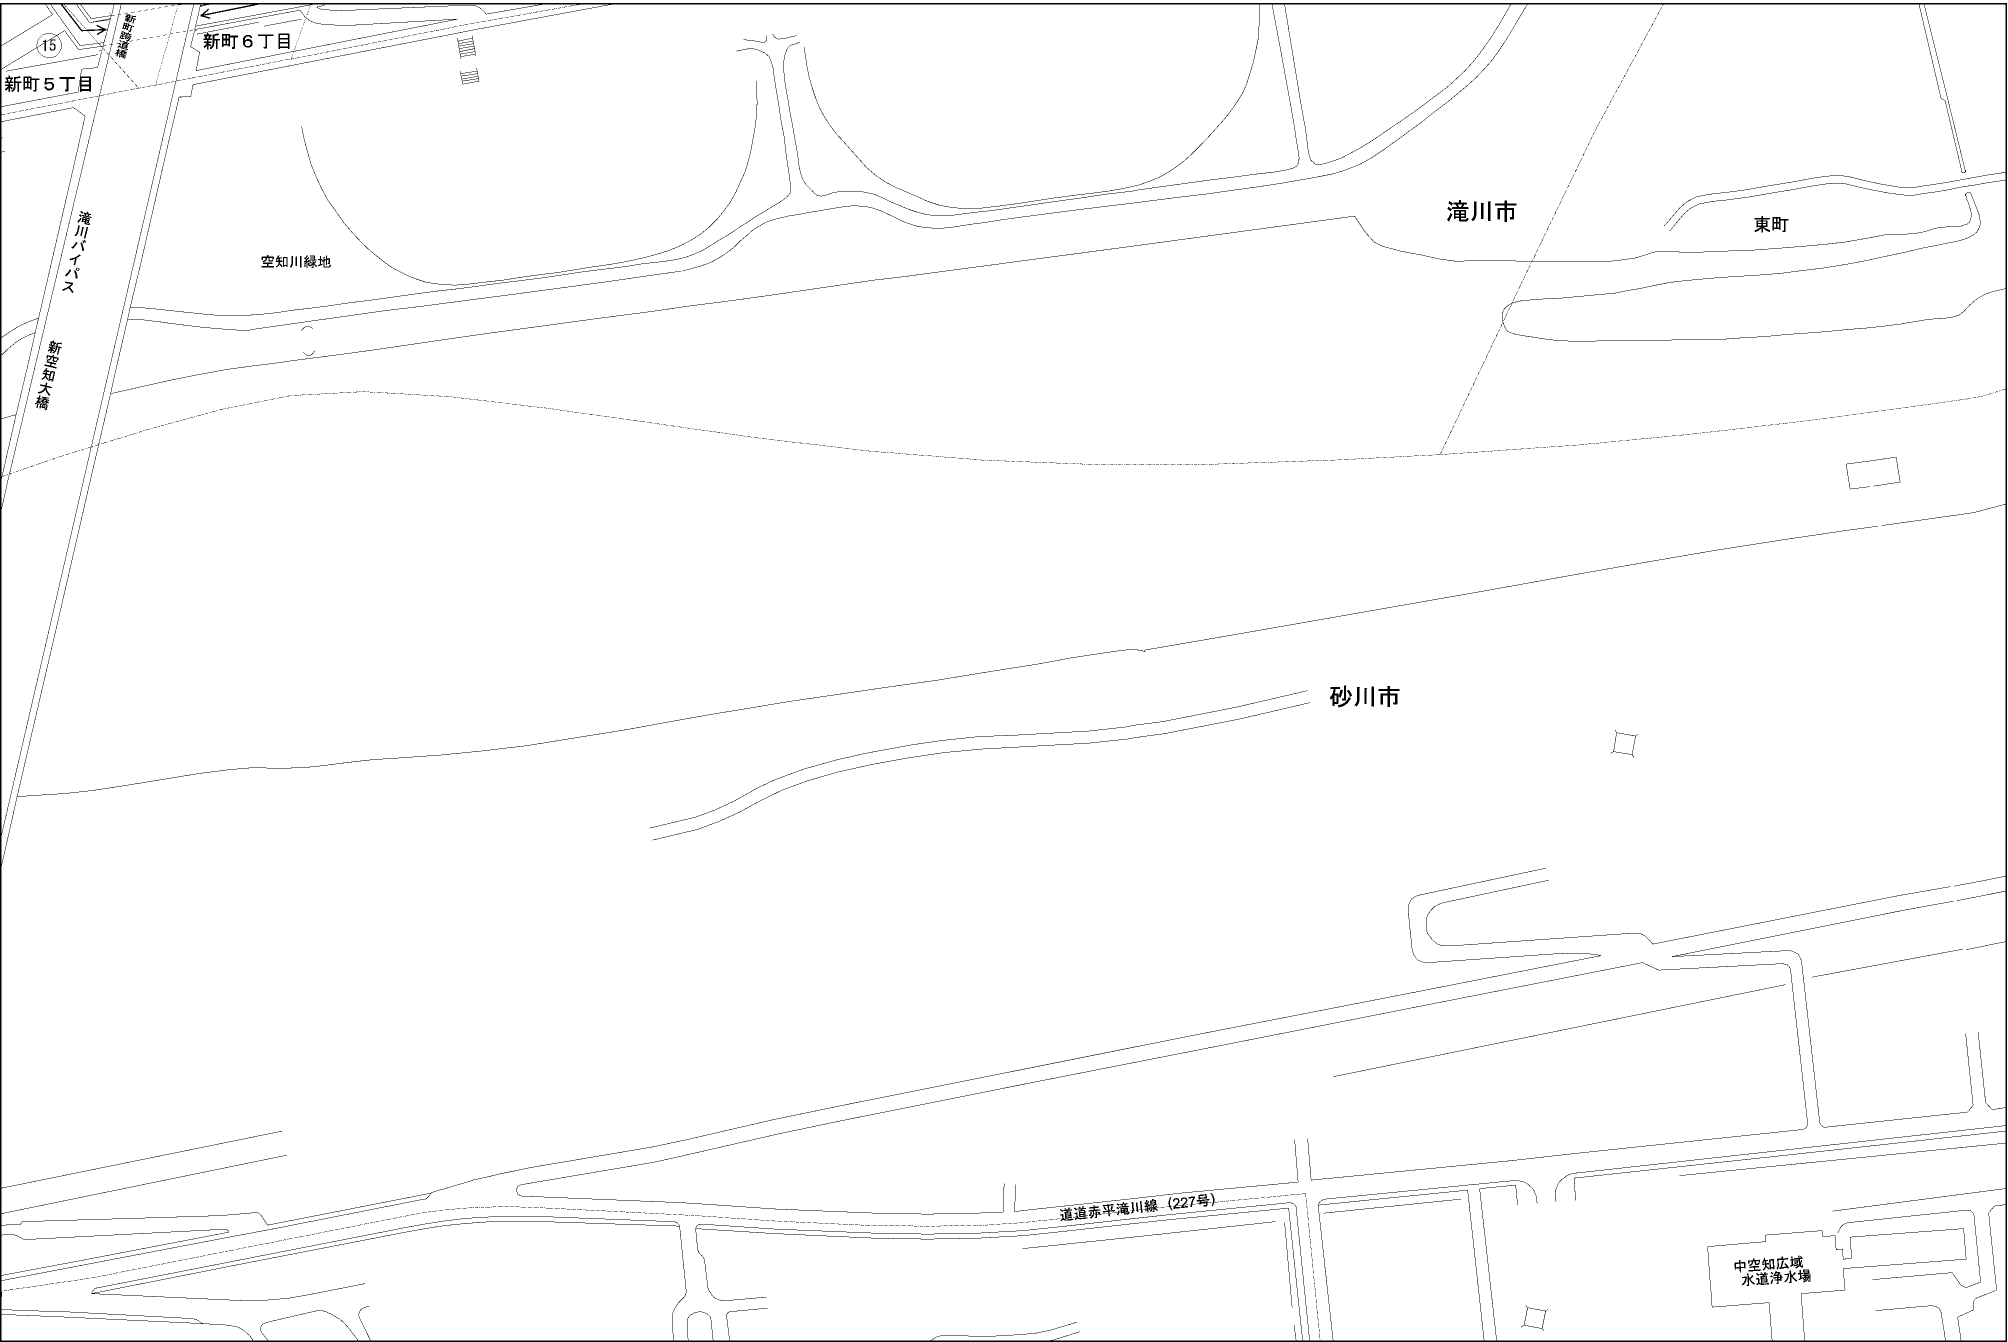 新町跨道橋
15
新町６丁目
新町５丁目
滝川バイパス
滝川市
東町
空知川緑地
新空知大橋
砂川市
道道赤平滝川線（227号）
中空知広域
水道浄水場